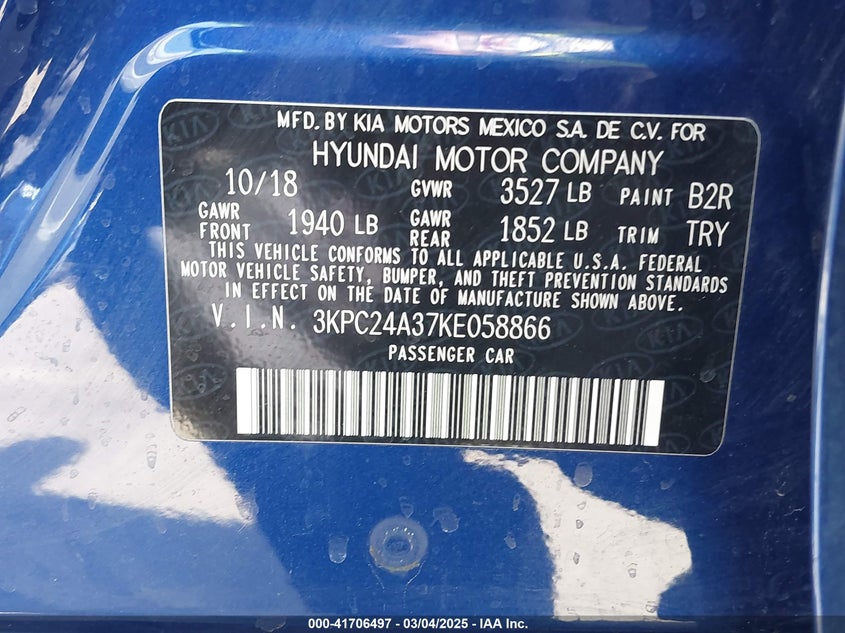 MFD. BY KIA MOTORS MEXICO S.A. DE C.V. FOR
HYUNDAI MOTOR COMPANY
10/18 GVWR 3527 LB PAINT B2R
GAWR FRONT 1940 LB GAWR REAR 1852 LB TRIM TRY
THIS VEHICLE CONFORMS TO ALL APPLICABLE U.S.A. FEDERAL
MOTOR VEHICLE SAFETY, BUMPER, AND THEFT PREVENTION STANDARDS
IN EFFECT ON THE DATE OF MANUFACTURE SHOWN ABOVE.
V.I.N. 3KPC24A37KE058866
PASSENGER CAR
000-41706497 - 03/04/2025 - IAA Inc.